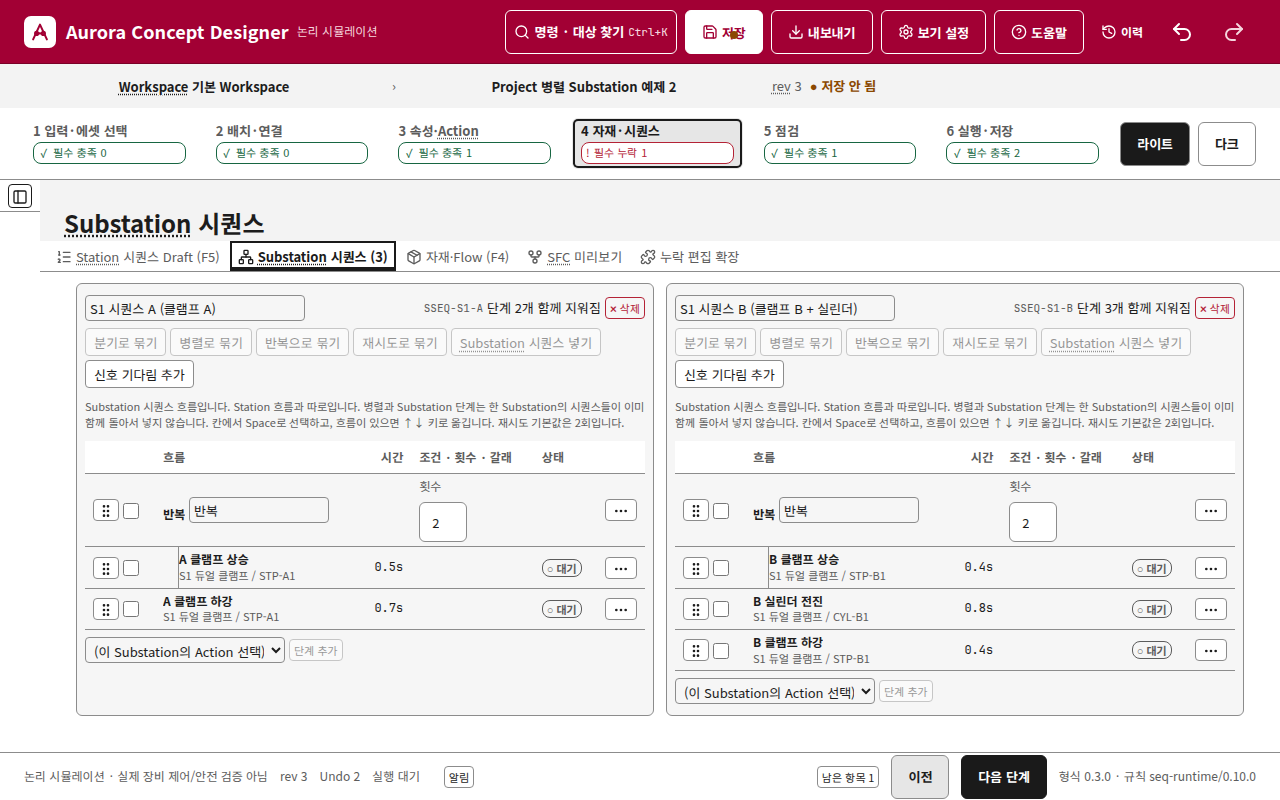 Aurora Concept Designer 논리 시뮬레이션
명령 · 대상 찾기 Ctrl+K
저장
내보내기
보기 설정
도움말
이력
Workspace 기본 Workspace › Project 병렬 Substation 예제 2 rev 3 ● 저장 안 됨
1 입력·에셋 선택
✓ 필수 충족 0
2 배치·연결
✓ 필수 충족 0
3 속성·Action
✓ 필수 충족 1
4 자재·시퀀스
! 필수 누락 1
5 점검
✓ 필수 충족 1
6 실행·저장
✓ 필수 충족 2
라이트
다크
Substation 시퀀스
Station 시퀀스 Draft (F5)
Substation 시퀀스 (3)
자재·Flow (F4)
SFC 미리보기
누락 편집 확장
S1 시퀀스 A (클램프 A) SSEQ-S1-A 단계 2개 함께 지워짐 × 삭제
분기로 묶기 병렬로 묶기 반복으로 묶기 재시도로 묶기 Substation 시퀀스 넣기
신호 기다림 추가
Substation 시퀀스 흐름입니다. Station 흐름과 따로입니다. 병렬과 Substation 단계는 한 Substation의 시퀀스들이 이미
함께 돌아서 넣지 않습니다. 칸에서 Space로 선택하고, 흐름이 있으면 ↑↓ 키로 옮깁니다. 재시도 기본값은 2회입니다.
흐름 시간 조건 · 횟수 · 갈래 상태
횟수
반복 반복 2 ···
A 클램프 상승 0.5s ○ 대기 ···
S1 듀얼 클램프 / STP-A1
A 클램프 하강 0.7s ○ 대기 ···
S1 듀얼 클램프 / STP-A1
(이 Substation의 Action 선택) 단계 추가
S1 시퀀스 B (클램프 B + 실린더) SSEQ-S1-B 단계 3개 함께 지워짐 × 삭제
분기로 묶기 병렬로 묶기 반복으로 묶기 재시도로 묶기 Substation 시퀀스 넣기
신호 기다림 추가
Substation 시퀀스 흐름입니다. Station 흐름과 따로입니다. 병렬과 Substation 단계는 한 Substation의 시퀀스들이 이미
함께 돌아서 넣지 않습니다. 칸에서 Space로 선택하고, 흐름이 있으면 ↑↓ 키로 옮깁니다. 재시도 기본값은 2회입니다.
흐름 시간 조건 · 횟수 · 갈래 상태
횟수
반복 반복 2 ···
B 클램프 상승 0.4s ○ 대기 ···
S1 듀얼 클램프 / STP-B1
B 실린더 전진 0.8s ○ 대기 ···
S1 듀얼 클램프 / CYL-B1
B 클램프 하강 0.4s ○ 대기 ···
S1 듀얼 클램프 / STP-B1
(이 Substation의 Action 선택) 단계 추가
논리 시뮬레이션 · 실제 장비 제어/안전 검증 아님 rev 3 Undo 2 실행 대기 알림
남은 항목 1 이전 다음 단계 형식 0.3.0 · 규칙 seq-runtime/0.10.0